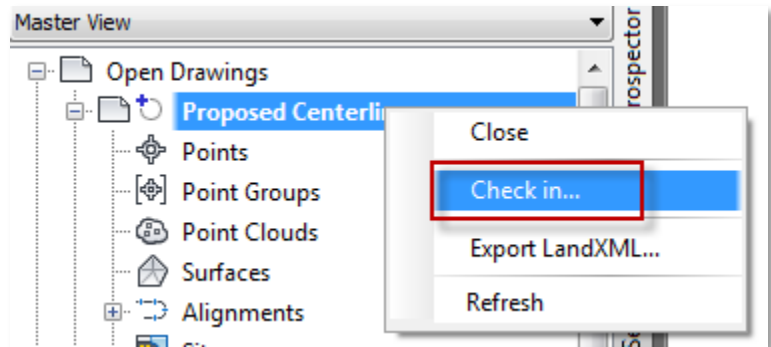 Master View
Open Drawings
Proposed Centerli
Points
Point Groups
Point Clouds
Surfaces
Alignments
Close
Check in...
Export LandXML...
Refresh
rospector